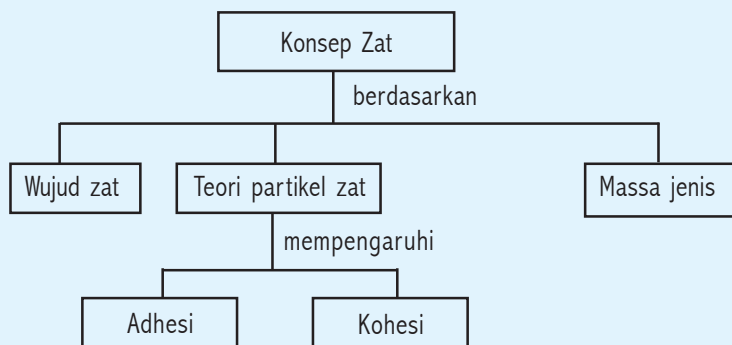 Konsep Zat
berdasarkan
Wujud zat
Teori partikel zat
Massa jenis
mempengaruhi
Adhesi
Kohesi